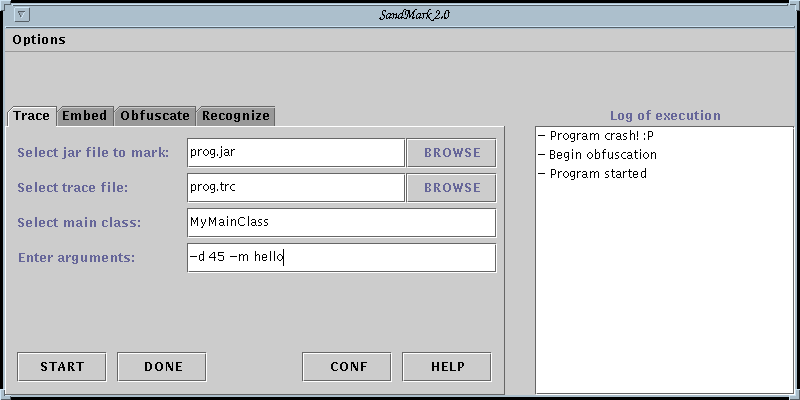 SandMark 2.0
Options
Trace Embed Obfuscate Recognize
Select jar file to mark: prog.jar BROWSE
Select trace file: prog.trc BROWSE
Select main class: MyMainClass
Enter arguments: -d 45 -m hello
START DONE CONF HELP
Log of execution
- Program crash! :P
- Begin obfuscation
- Program started